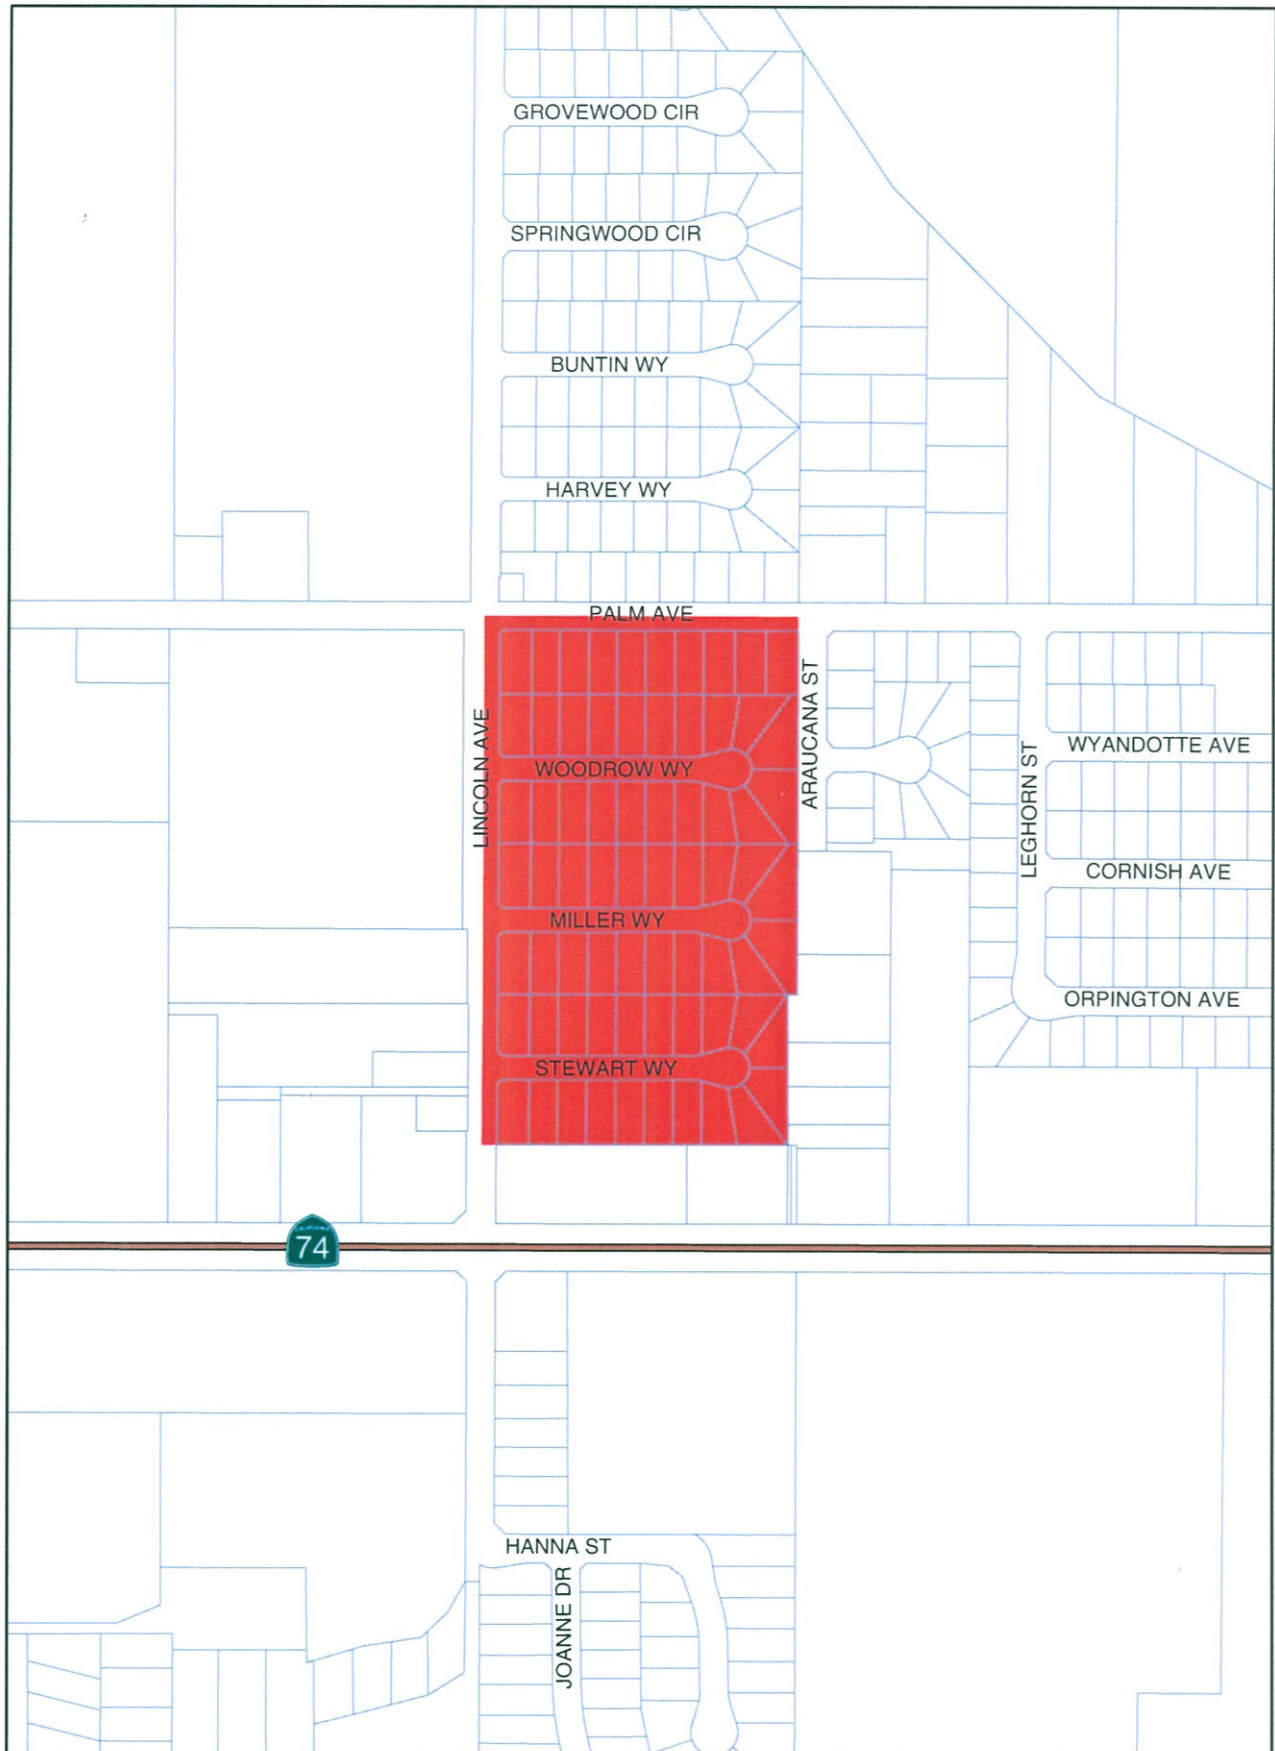 GROVEWOOD CIR
SPRINGWOOD CIR
BUNTIN WY
HARVEY WY
PALM AVE
LINCOLN AVE
ARAUCANA ST
WOODROW WY
LEGHORN ST
WYANDOTTE AVE
CORNISH AVE
MILLER WY
ORPINGTON AVE
STEWART WY
CALIFORNIA
74
HANNA ST
JOANNE DR